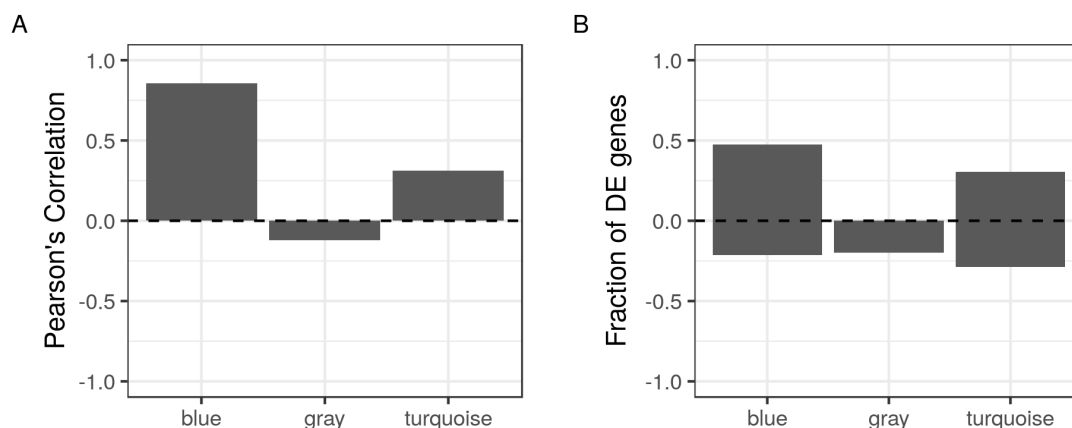 A
Pearson's Correlation
1.0
0.5
0.0
-0.5
-1.0
blue gray turquoise
B
Fraction of DE genes
1.0
0.5
0.0
-0.5
-1.0
blue gray turquoise